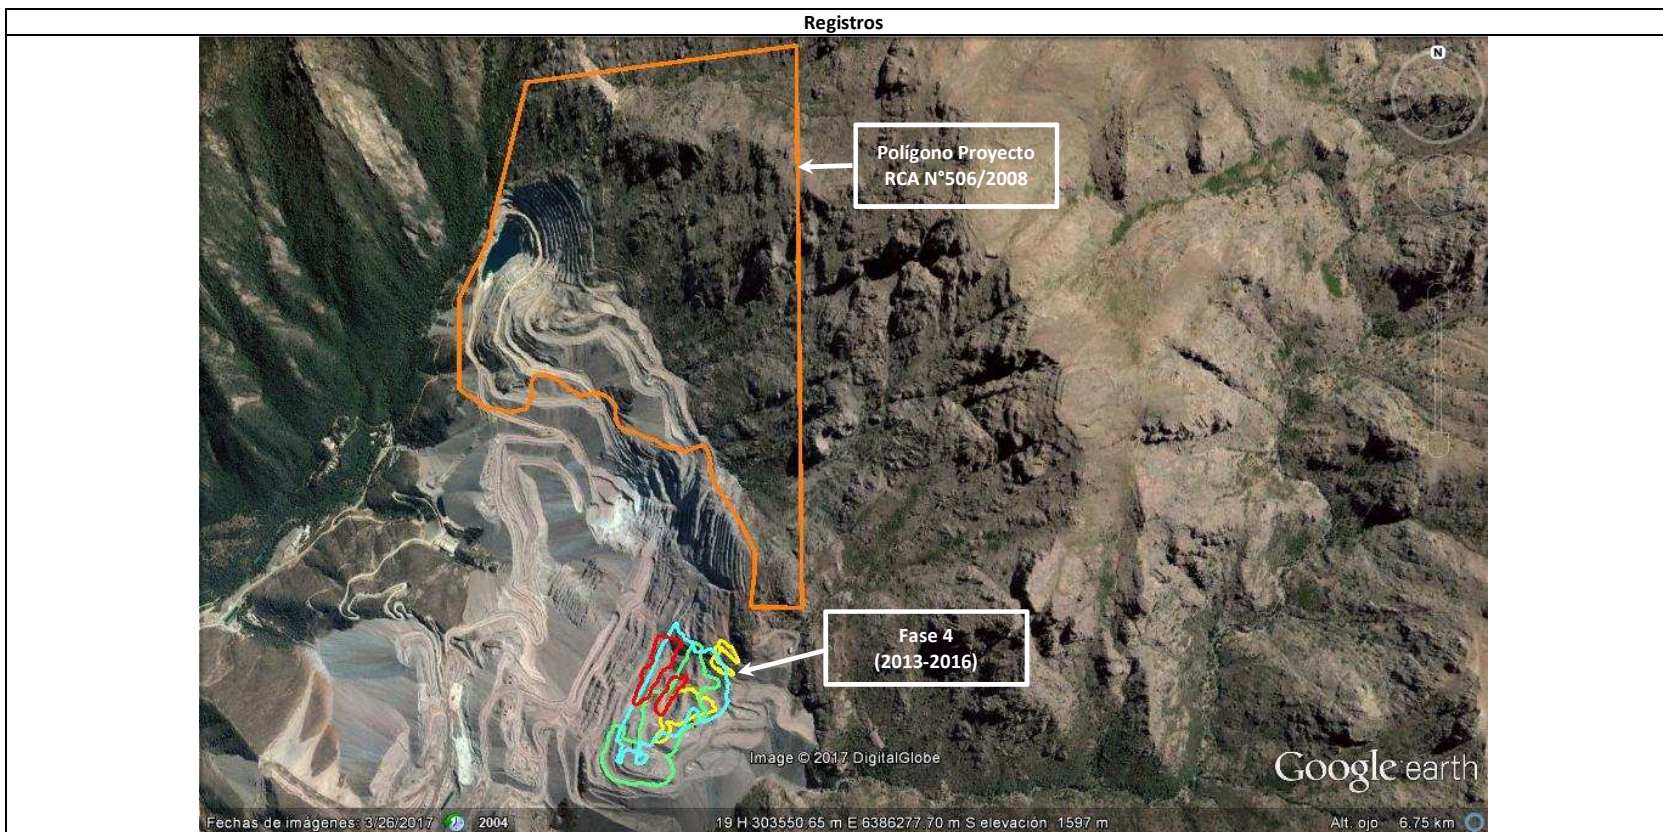 Registros
N
Polígono Proyecto
RCA N°506/2008
Fase 4
(2013-2016)
Image © 2017 DigitalGlobe
Google earth
Fechas de imágenes: 3/26/2017 2004 19 H 303550.65 m E 6386277.70 m S elevación 1597 m Alt. ojo 6.75 km